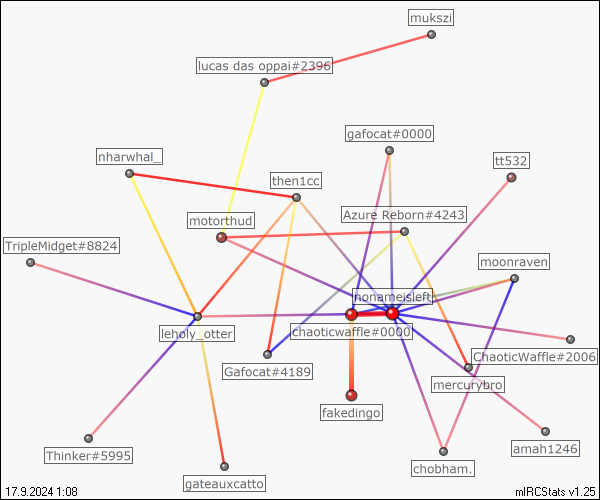 mukszi
lucas das oppai#2396
gafocat#0000
nharwhal_
tt532
then1cc
motorthud
Azure Reborn#4243
TripleMidget#8824
moonraven
nonameisleft
chaoticwaffle#0000
leholy_otter
ChaoticWaffle#2006
Gafocat#4189
mercurybro
fakedingo
amah1246
Thinker#5995
chobham.
gateauxcatto
17.9.2024 1:08
mIRCStats v1.25